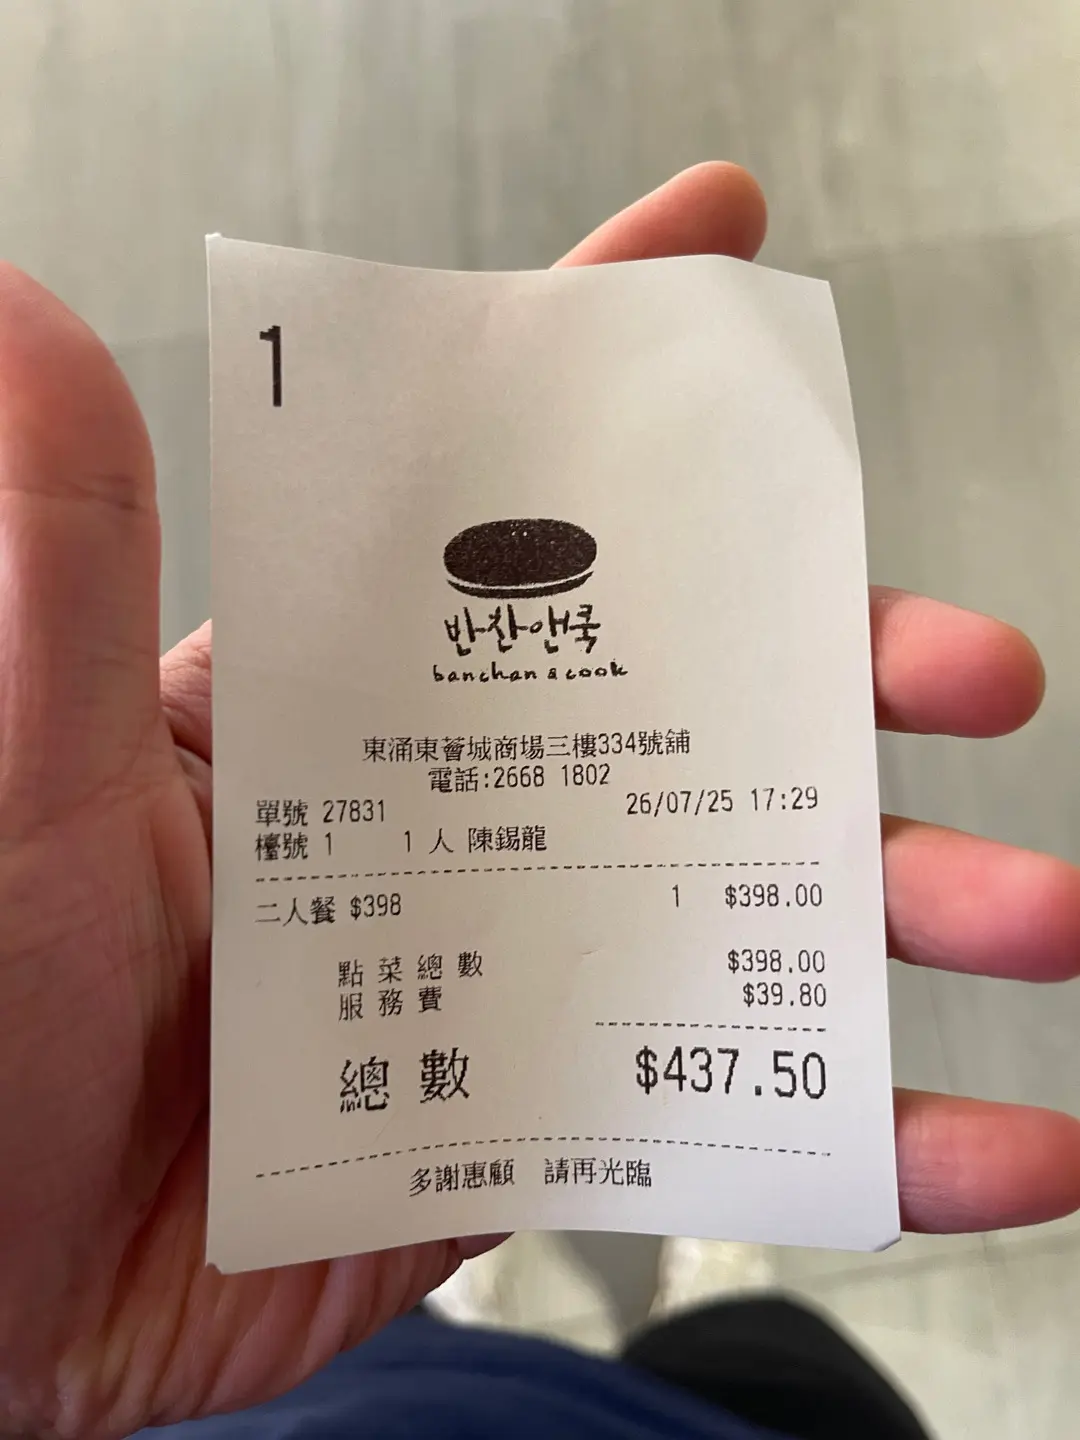 1
반찬앤쿡
banchan & cook
東涌東薈城商場三樓334號舖
電話:2668 1802
單號 27831 26/07/25 17:29
檯號 1 1 人 陳錫龍
二人餐 $398 1 $398.00
點菜總數 $398.00
服務費 $39.80
總數 $437.50
多謝惠顧 請再光臨